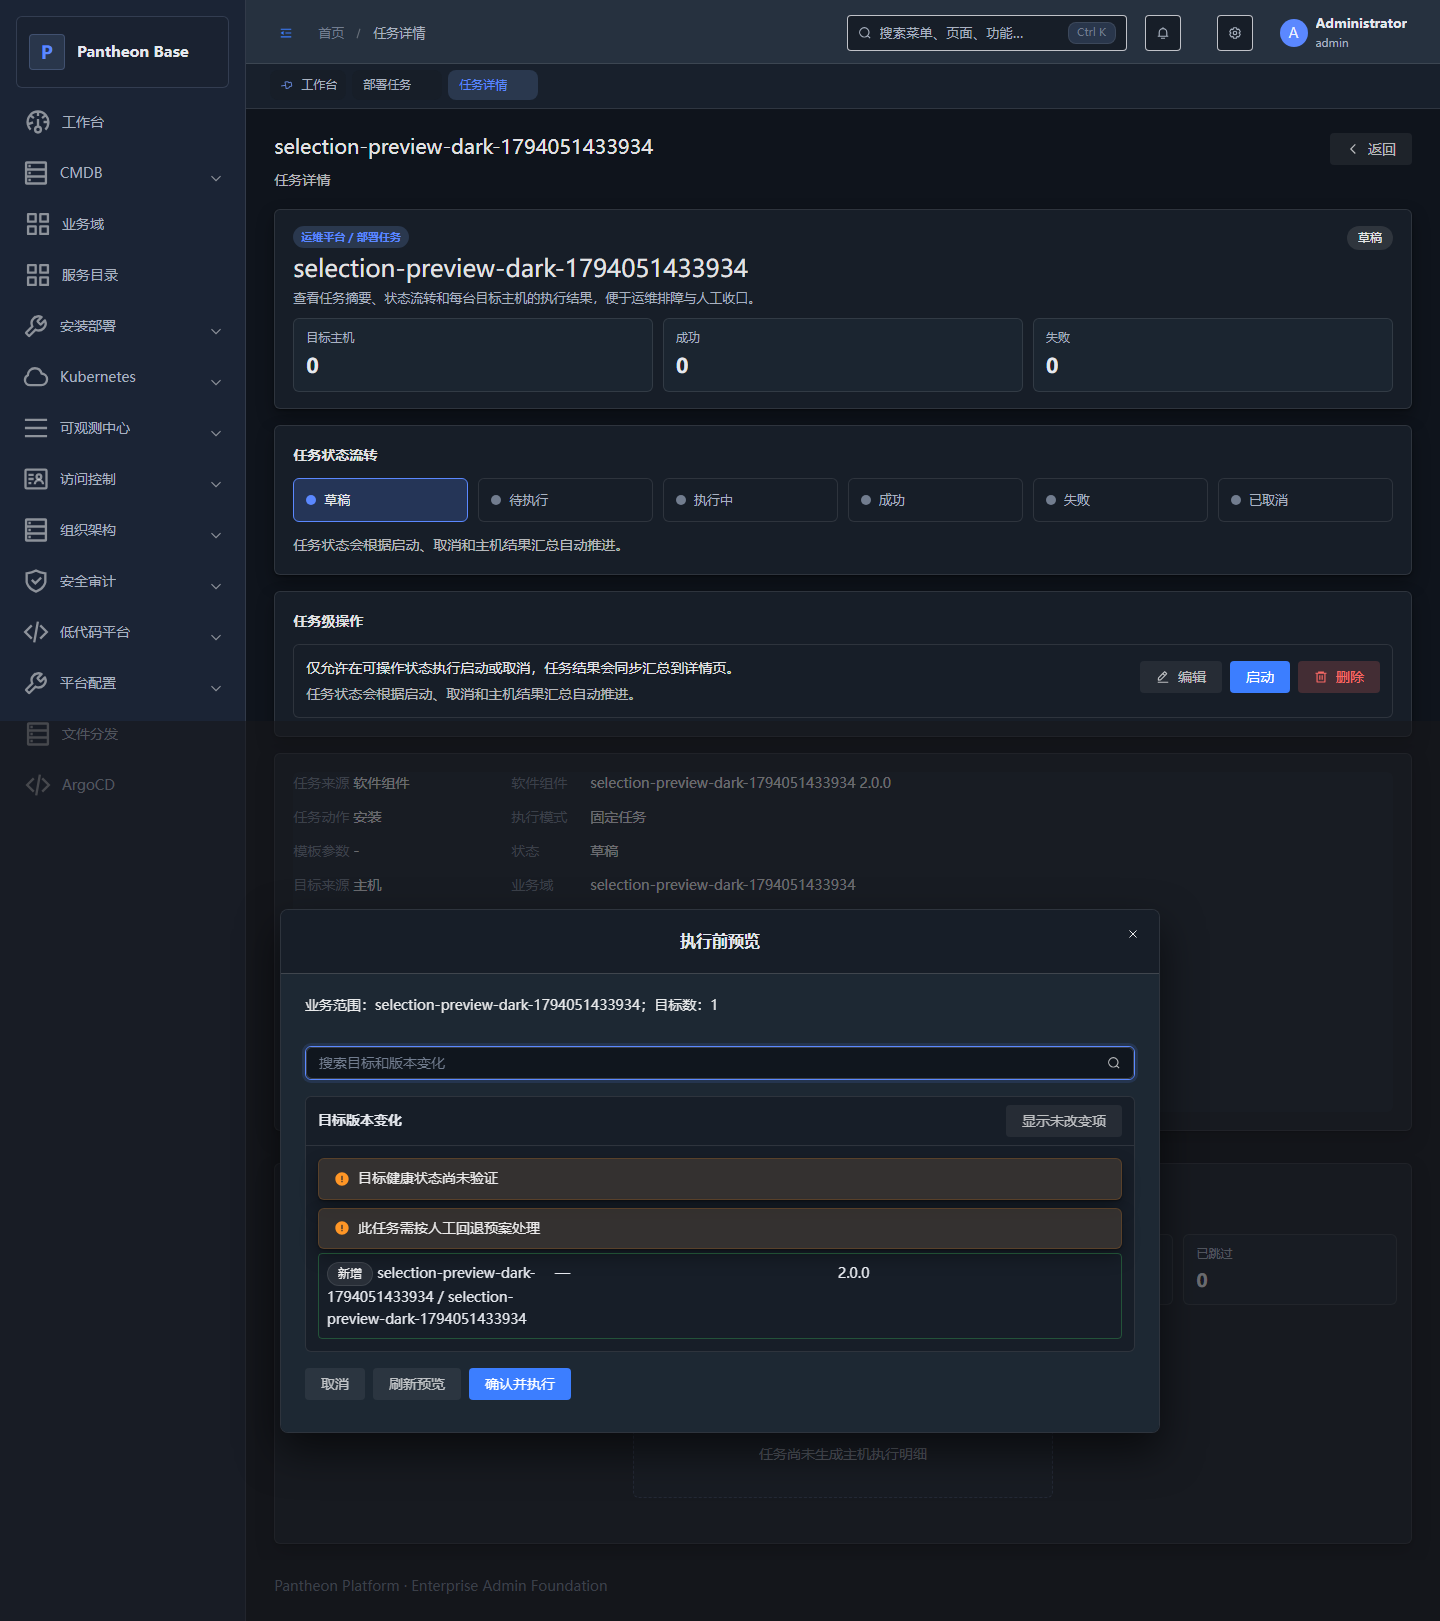 P Pantheon Base
工作台
CMDB
业务域
服务目录
安装部署
Kubernetes
可观测中心
访问控制
组织架构
安全审计
低代码平台
平台配置
文件分发
ArgoCD
首页 / 任务详情
搜索菜单、页面、功能... Ctrl K
A
Administrator
admin
工作台 部署任务 任务详情
selection-preview-dark-1794051433934
返回
任务详情
运维平台 / 部署任务
草稿
selection-preview-dark-1794051433934
查看任务摘要、状态流转和每台目标主机的执行结果，便于运维排障与人工收口。
目标主机
0
成功
0
失败
0
任务状态流转
草稿 待执行 执行中 成功 失败 已取消
任务状态会根据启动、取消和主机结果汇总自动推进。
任务级操作
仅允许在可操作状态执行启动或取消，任务结果会同步汇总到详情页。
任务状态会根据启动、取消和主机结果汇总自动推进。
编辑 启动 删除
任务来源 软件组件 软件组件 selection-preview-dark-1794051433934 2.0.0
任务动作 安装 执行模式 固定任务
模板参数 - 状态 草稿
目标来源 主机 业务域 selection-preview-dark-1794051433934
执行前预览
业务范围：selection-preview-dark-1794051433934；目标数：1
搜索目标和版本变化
目标版本变化
显示未改变项
目标健康状态尚未验证
此任务需按人工回退预案处理
新增 selection-preview-dark- — 2.0.0
1794051433934 / selection-
preview-dark-1794051433934
取消 刷新预览 确认并执行
已跳过
0
任务尚未生成主机执行明细
Pantheon Platform · Enterprise Admin Foundation